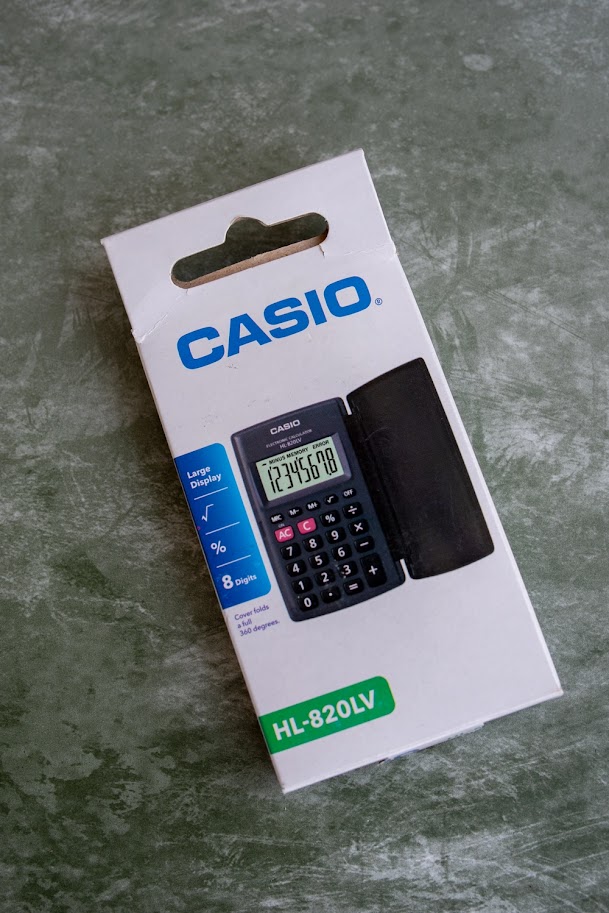 CASIO®
CASIO
ELECTRONIC CALCULATOR
HL-820LV
MINUS MEMORY ERROR
12345678
MRC M- M+ √ OFF
AC C % ÷
7 8 9 ×
4 5 6 −
1 2 3 +
0 · =
Large
Display
√
%
8 Digits
Cover folds
a full
360 degrees.
HL-820LV